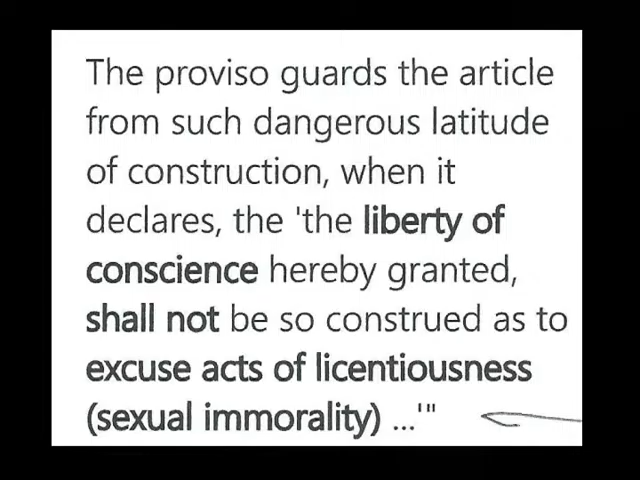 The proviso guards the article
from such dangerous latitude
of construction, when it
declares, the 'the liberty of
conscience hereby granted,
shall not be so construed as to
excuse acts of licentiousness
(sexual immorality) ...'"